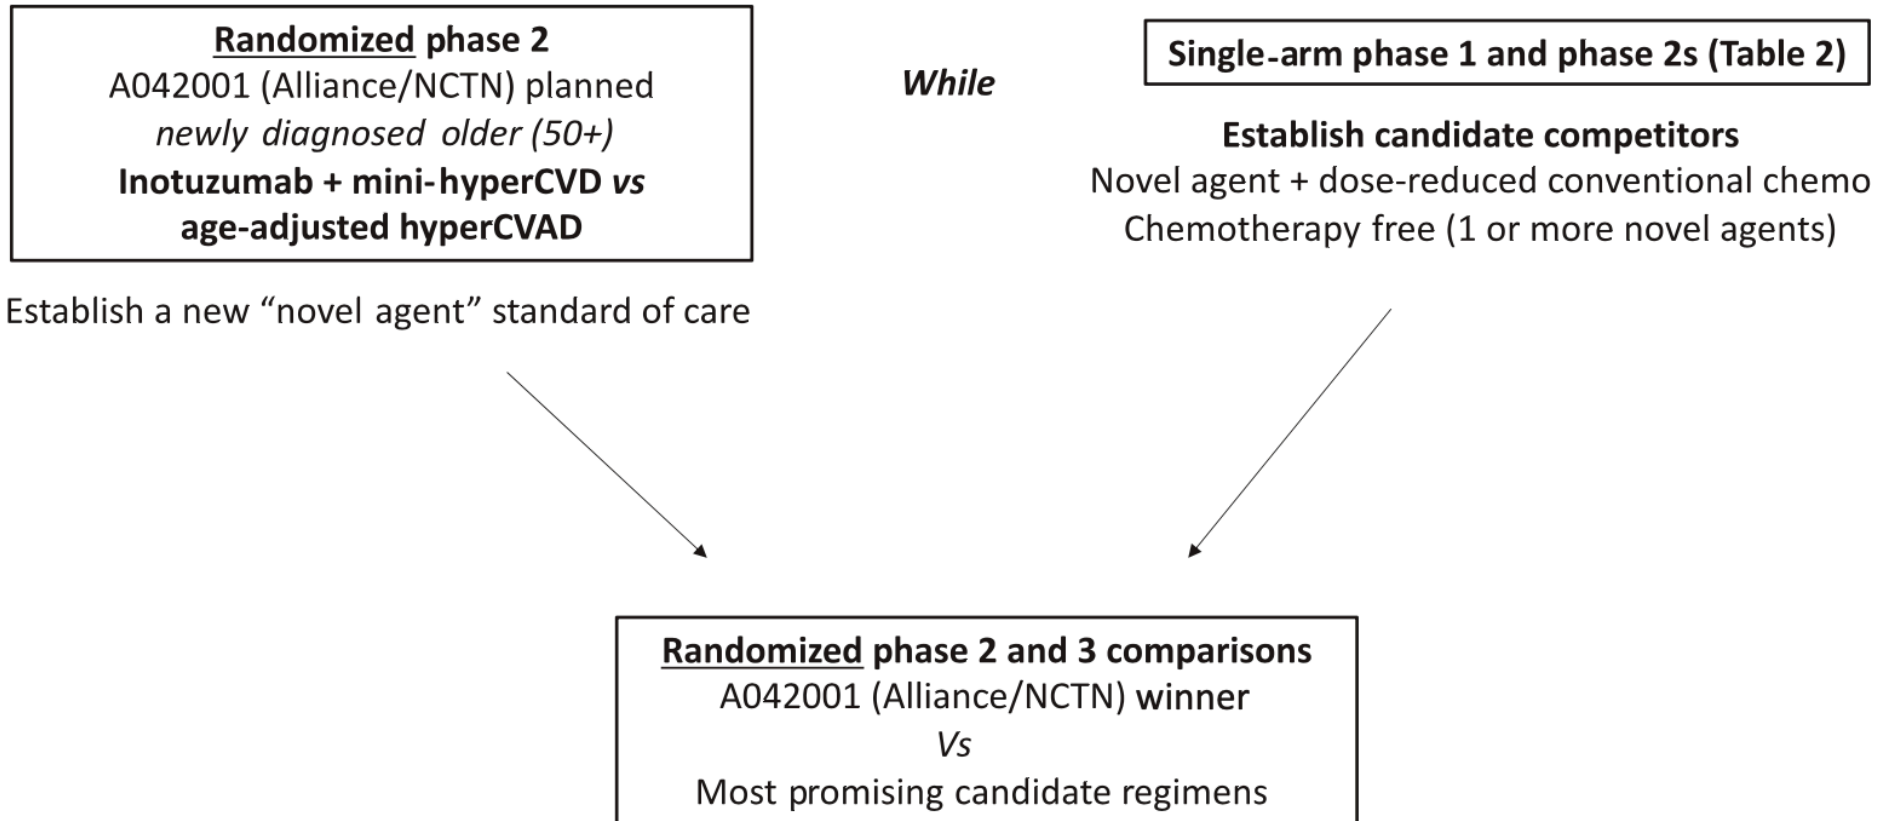 Randomized phase 2
A042001 (Alliance/NCTN) planned
newly diagnosed older (50+)
Inotuzumab + mini-hyperCVD vs
age-adjusted hyperCVAD
Establish a new “novel agent” standard of care
While
Single-arm phase 1 and phase 2s (Table 2)
Establish candidate competitors
Novel agent + dose-reduced conventional chemo
Chemotherapy free (1 or more novel agents)
Randomized phase 2 and 3 comparisons
A042001 (Alliance/NCTN) winner
Vs
Most promising candidate regimens